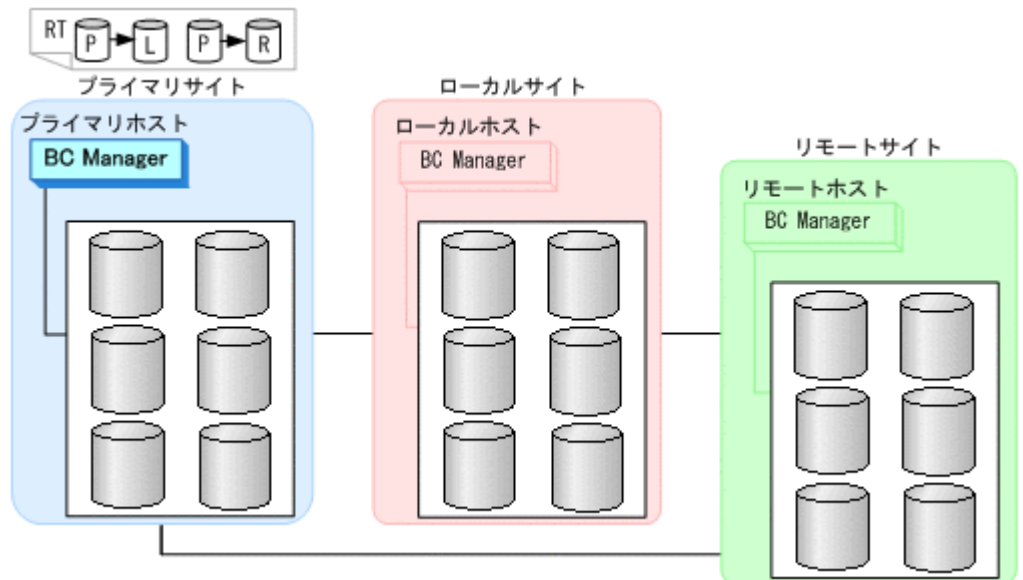 RT P L P R
プライマリサイト
プライマリホスト
BC Manager
ローカルサイト
ローカルホスト
BC Manager
リモートサイト
リモートホスト
BC Manager